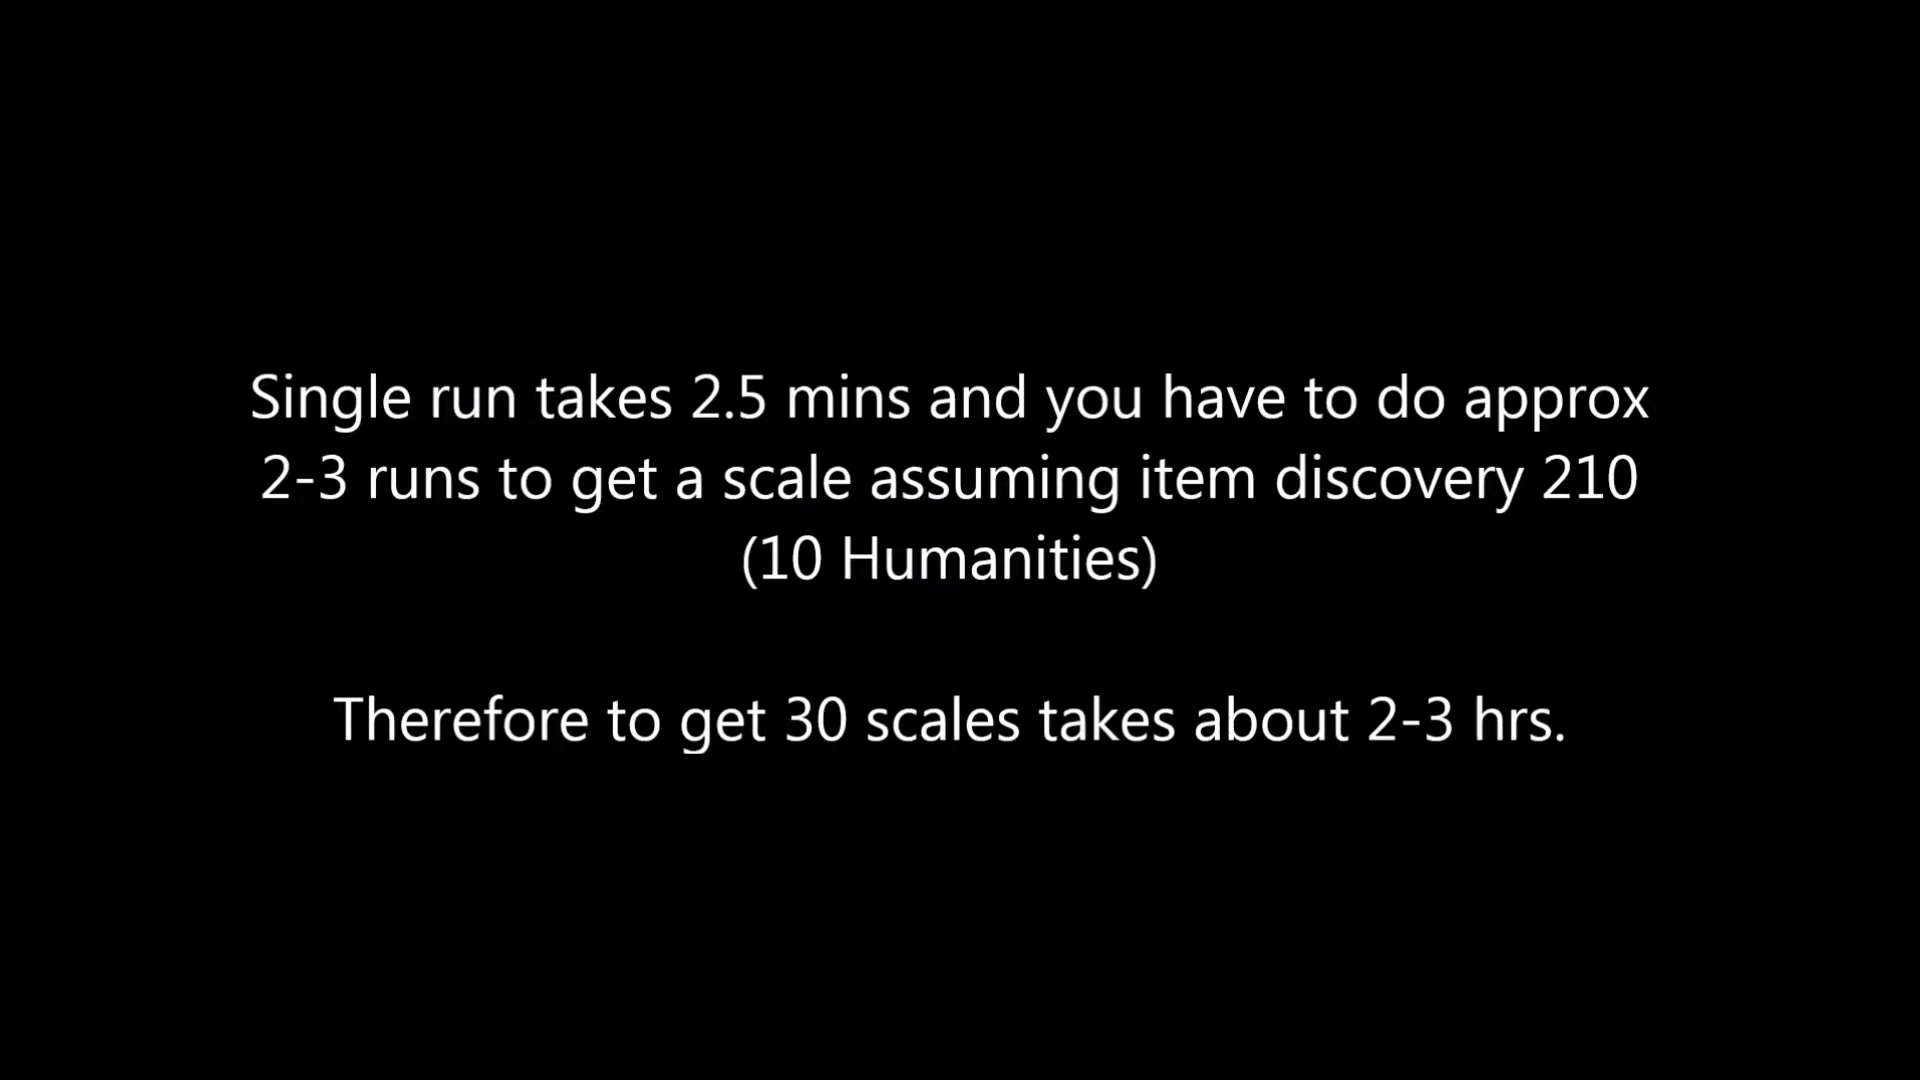 Single run takes 2.5 mins and you have to do approx
2-3 runs to get a scale assuming item discovery 210
(10 Humanities)
Therefore to get 30 scales takes about 2-3 hrs.